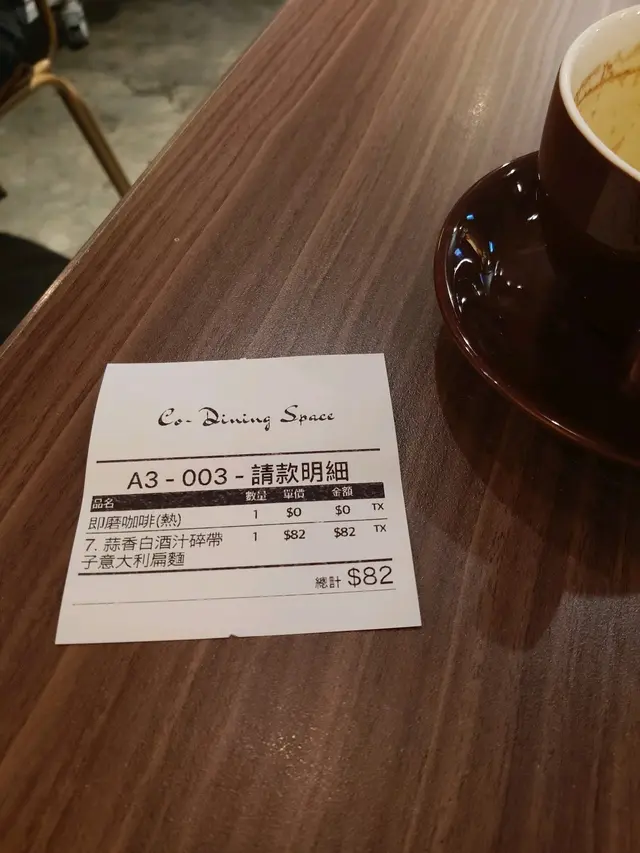 Co-Dining Space
A3 - 003 - 請款明細
品名 數量 單價 金額
即磨咖啡(熱) 1 $0 $0 TX
7. 蒜香白酒汁碎帶 1 $82 $82 TX
子意大利扁麵
總計 $82